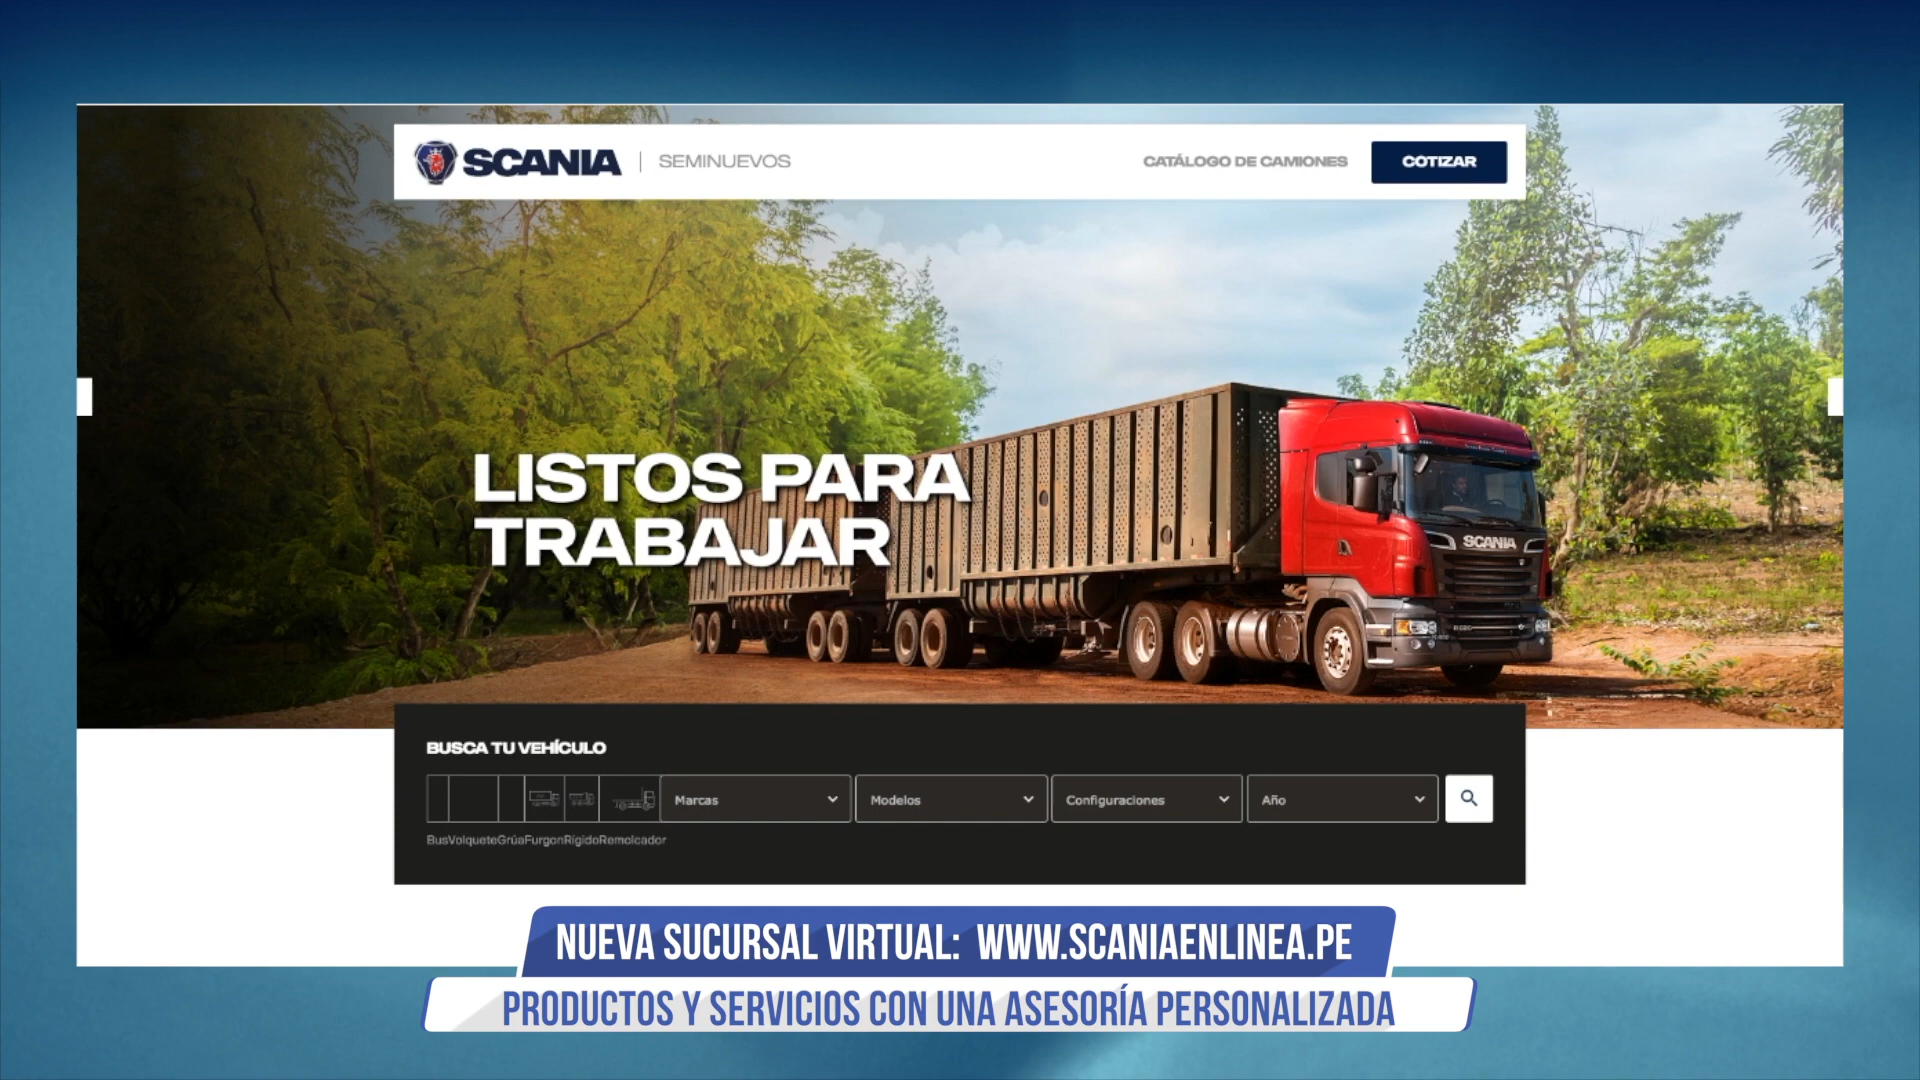 SCANIA | SEMINUEVOS
CATÁLOGO DE CAMIONES
COTIZAR
LISTOS PARA
TRABAJAR
SCANIA
BUSCA TU VEHÍCULO
Marcas
Modelos
Configuraciones
Año
BusVolqueteGrúaFurgonRígidoRemolcador
NUEVA SUCURSAL VIRTUAL: WWW.SCANIAENLINEA.PE
PRODUCTOS Y SERVICIOS CON UNA ASESORÍA PERSONALIZADA